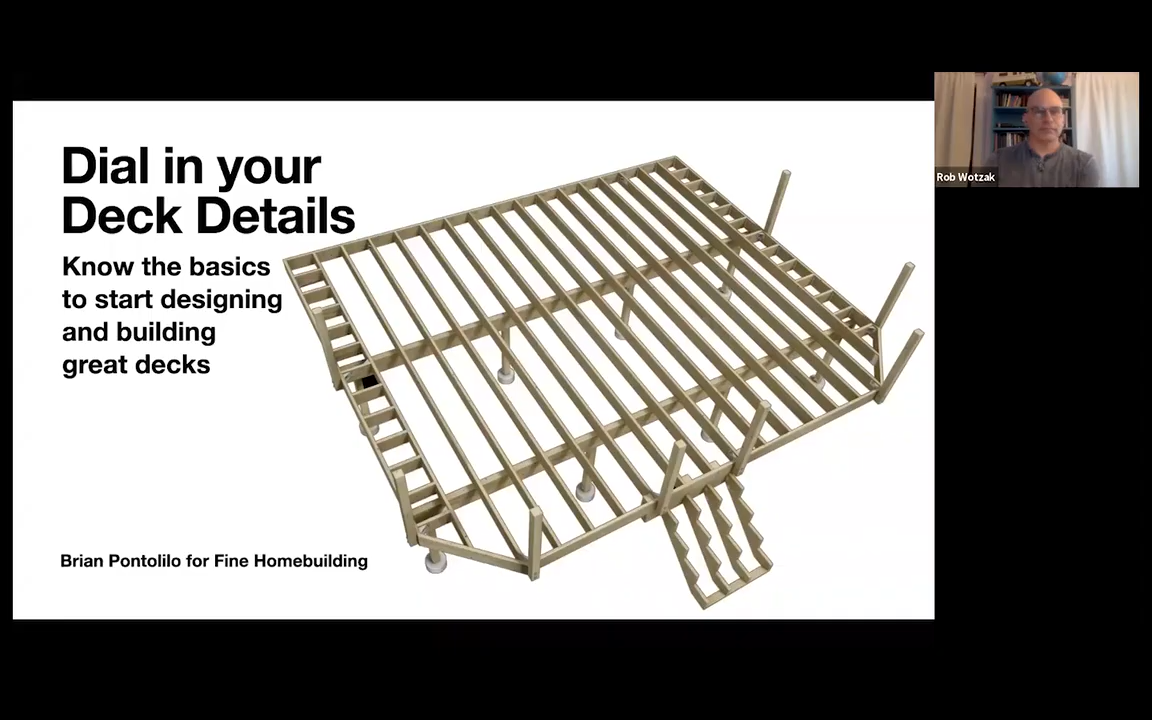 Dial in your
Deck Details
Know the basics
to start designing
and building
great decks
Brian Pontolilo for Fine Homebuilding
Rob Wotzak